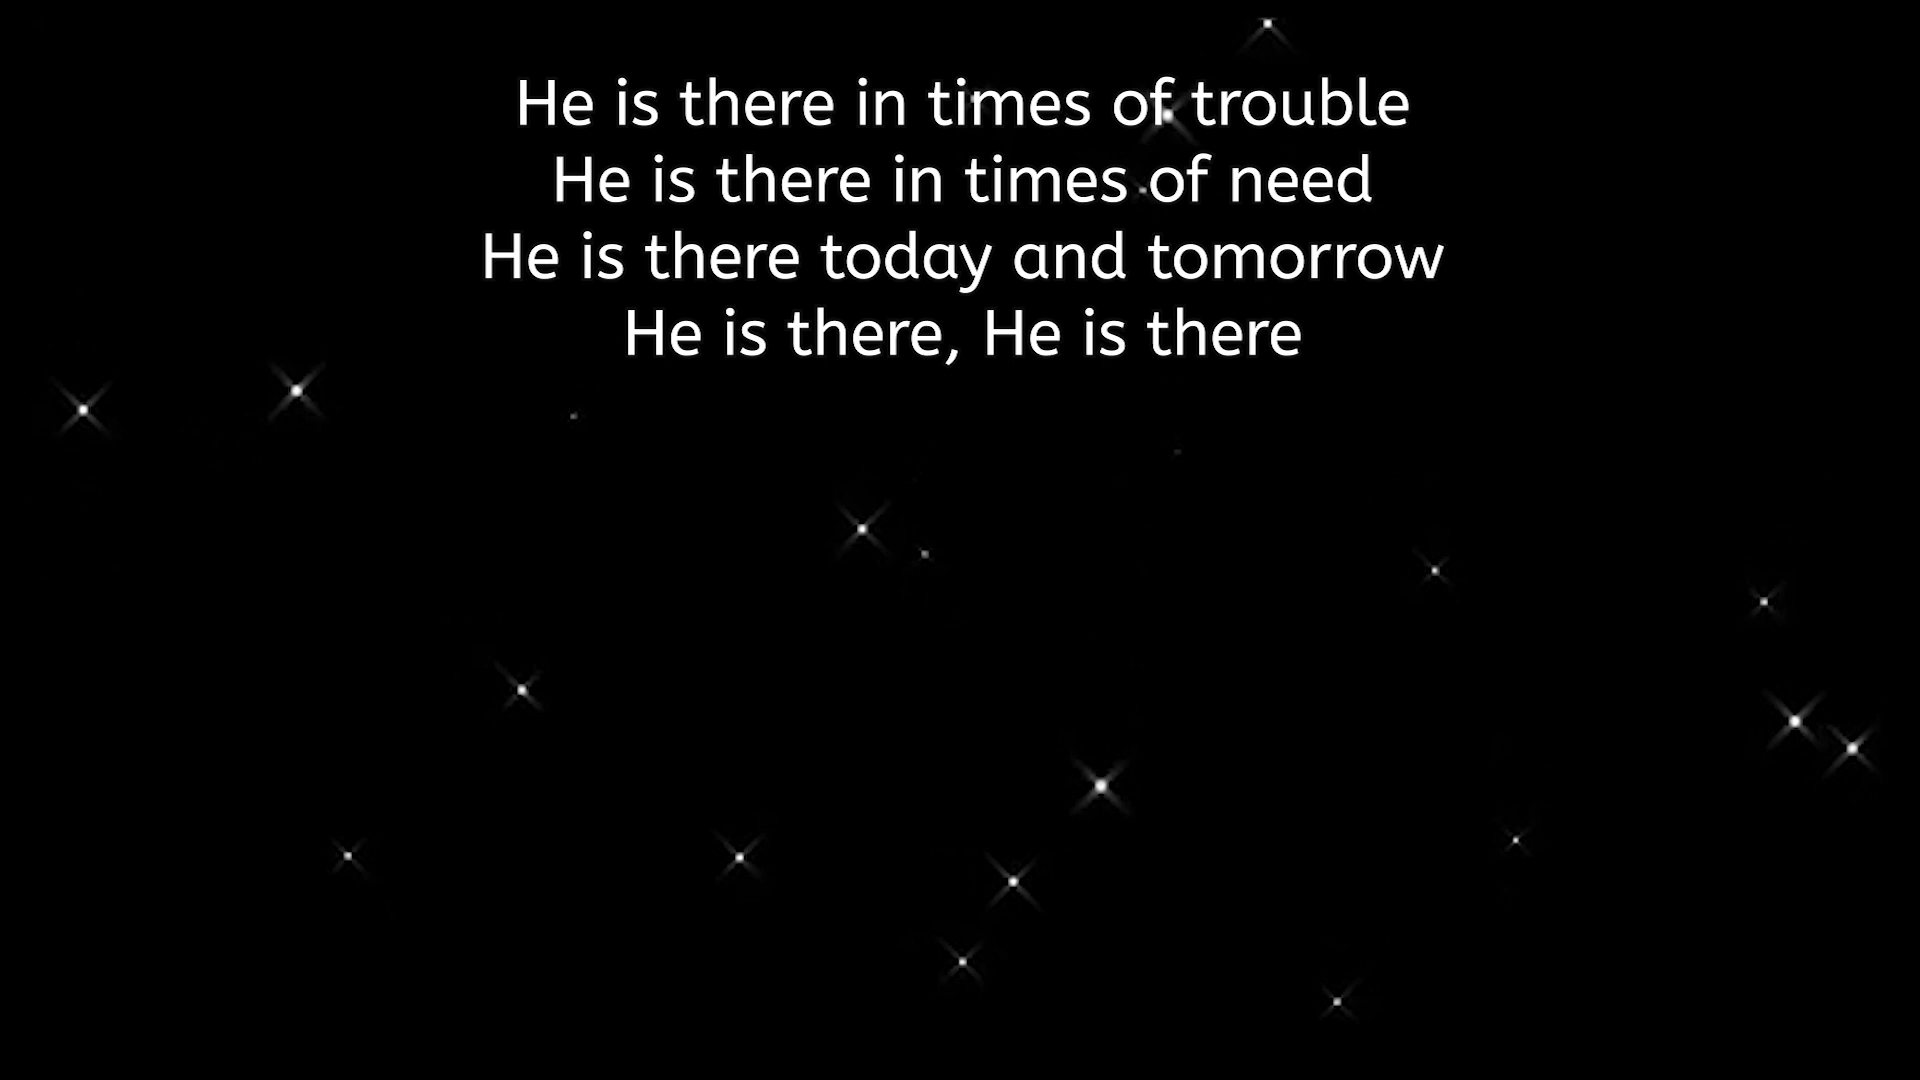 He is there in times of trouble
He is there in times of need
He is there today and tomorrow
He is there, He is there